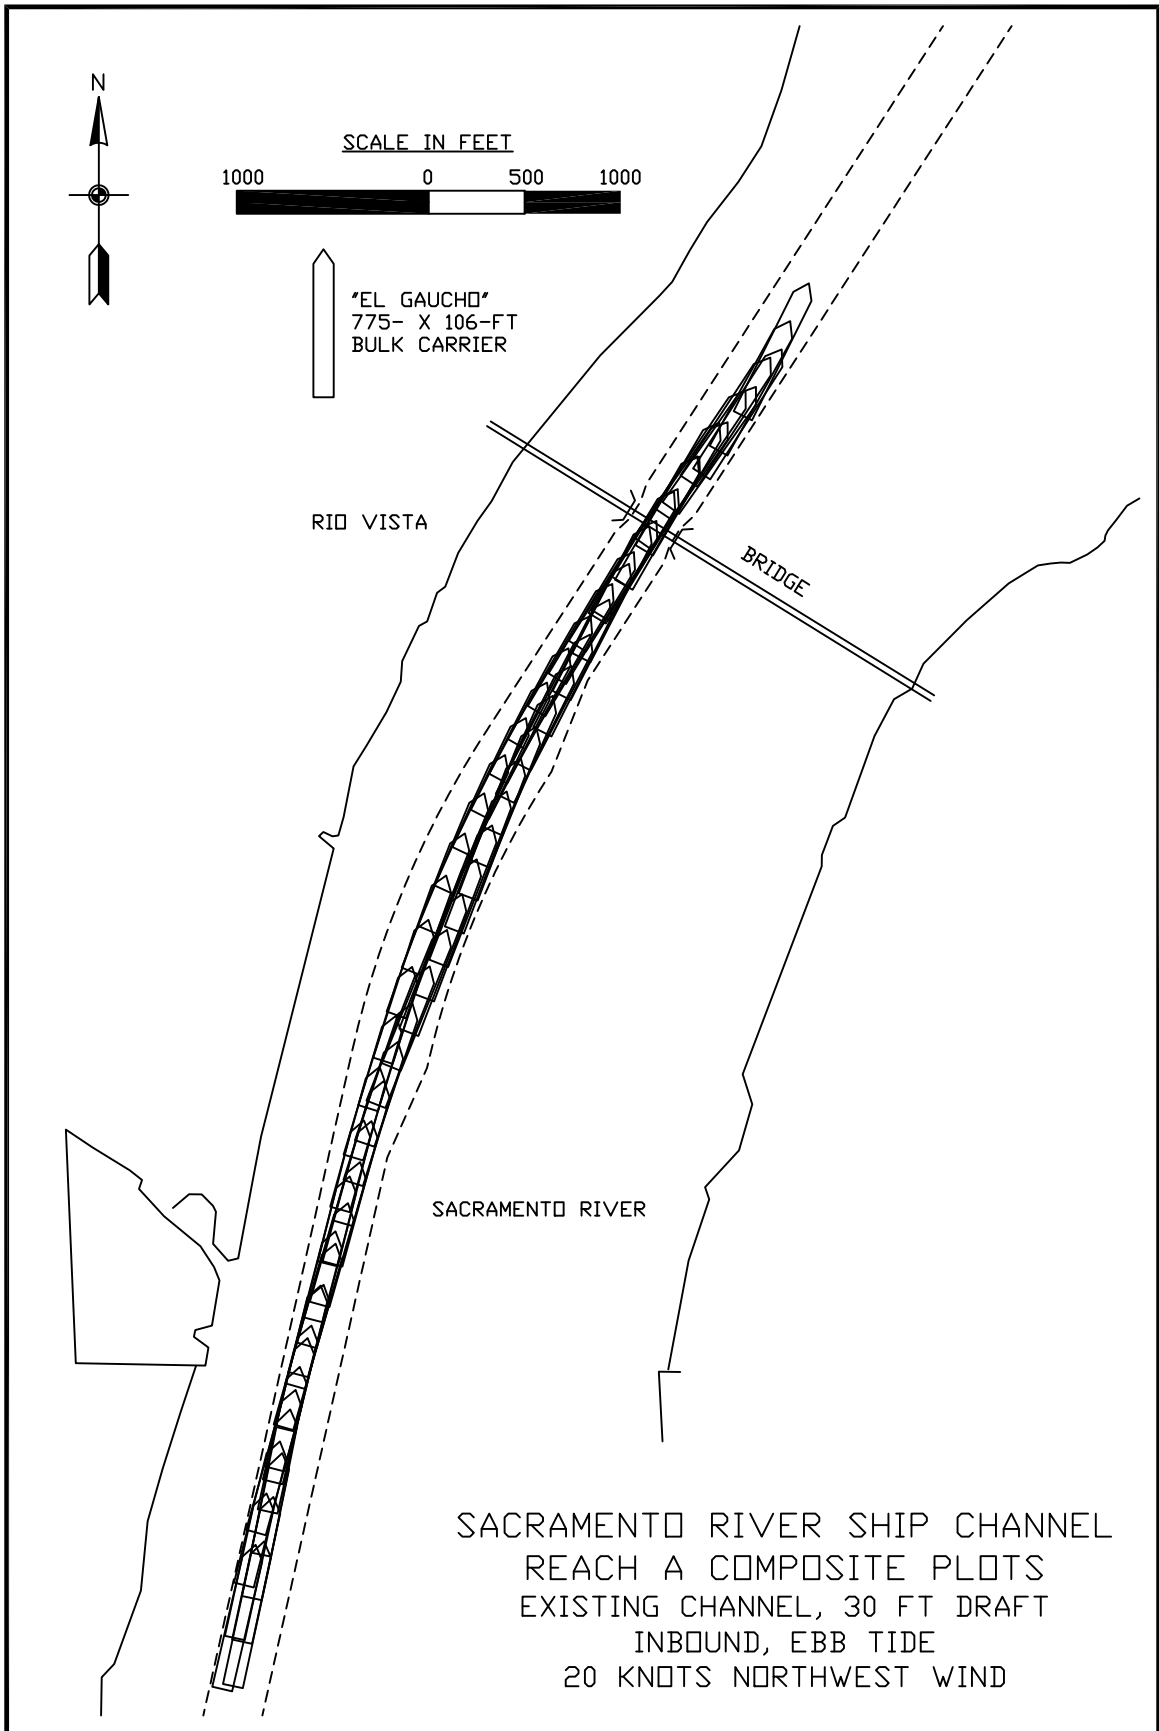 N
SCALE IN FEET
1000 0 500 1000
"EL GAUCHO"
775- X 106-FT
BULK CARRIER
RIO VISTA
BRIDGE
SACRAMENTO RIVER
SACRAMENTO RIVER SHIP CHANNEL
REACH A COMPOSITE PLOTS
EXISTING CHANNEL, 30 FT DRAFT
INBOUND, EBB TIDE
20 KNOTS NORTHWEST WIND